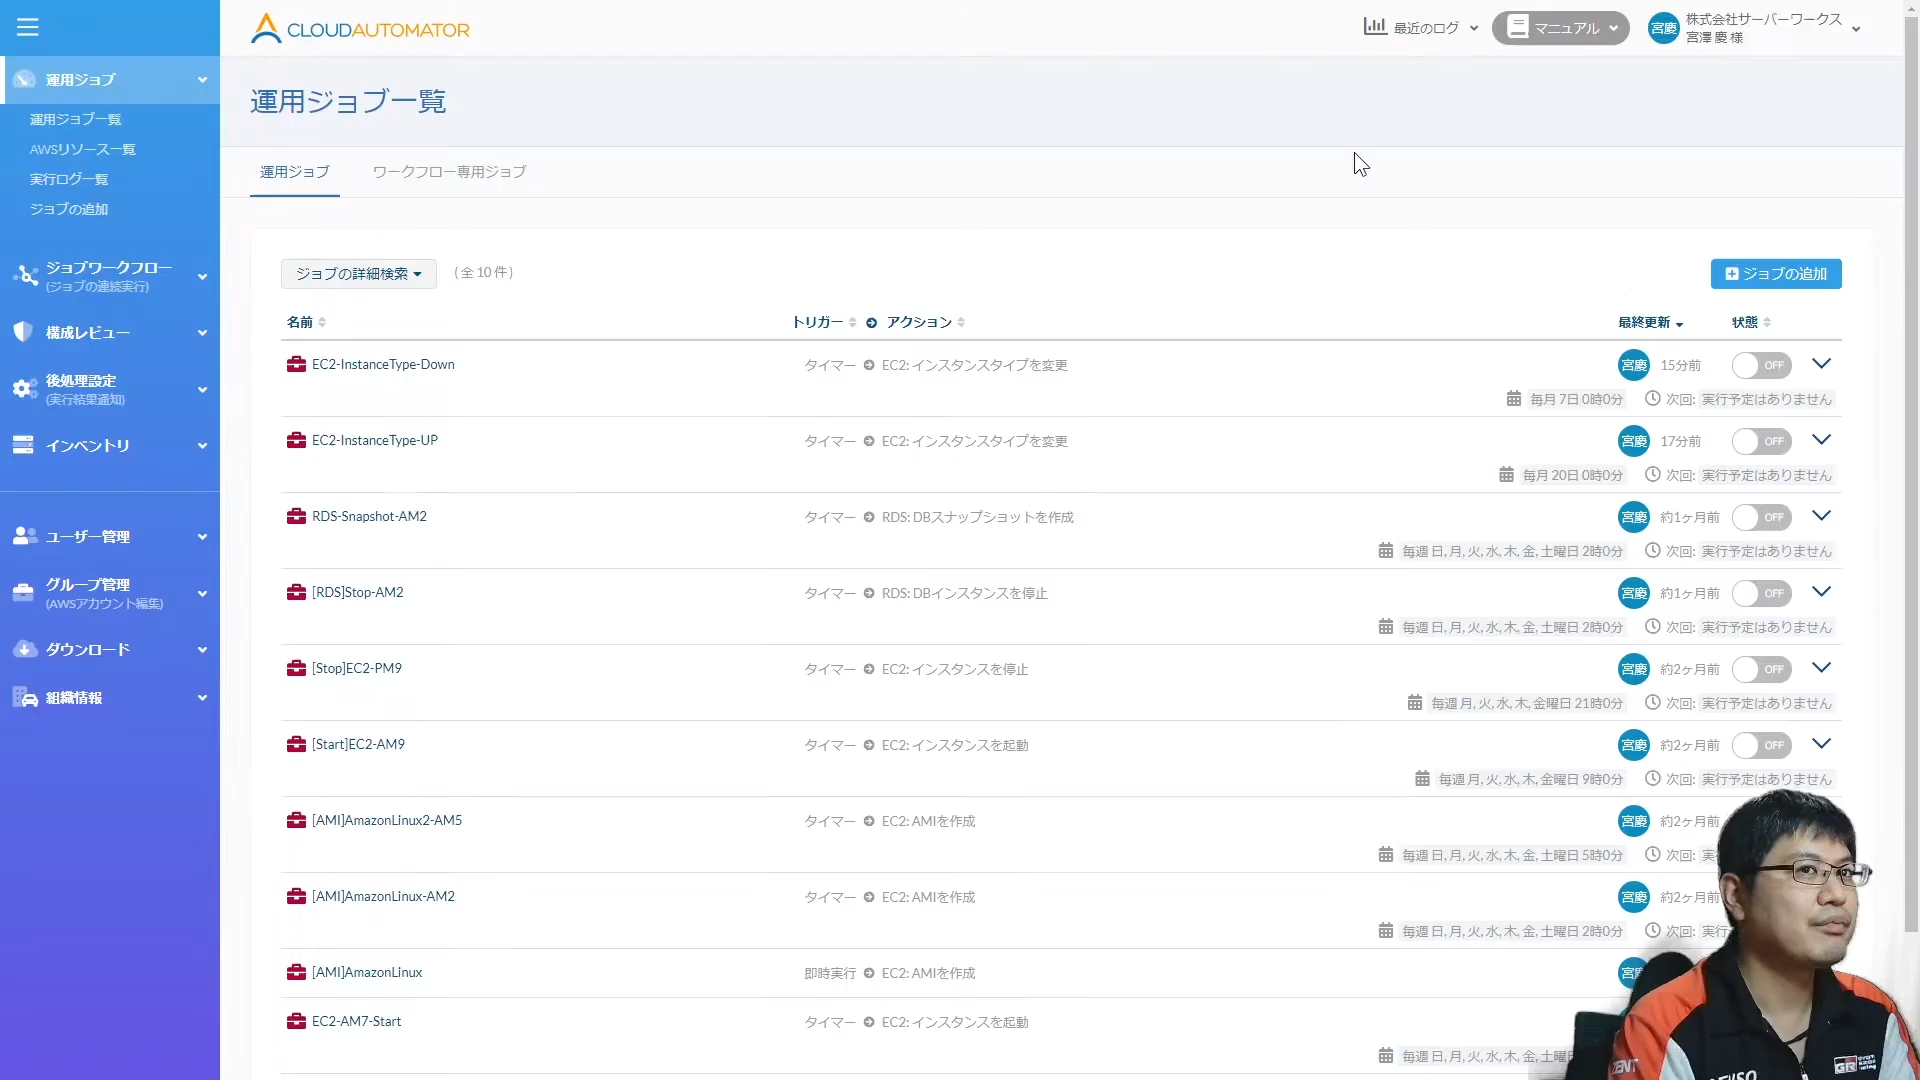 CLOUDAUTOMATOR
最近のログ
マニュアル
宮慶
株式会社サーバーワークス
宮澤 慶 様
運用ジョブ
運用ジョブ一覧
AWSリソース一覧
実行ログ一覧
ジョブの追加
ジョブワークフロー
(ジョブの連続実行)
構成レビュー
後処理設定
(実行結果通知)
インベントリ
ユーザー管理
グループ管理
(AWSアカウント編集)
ダウンロード
組織情報
運用ジョブ一覧
運用ジョブ ワークフロー専用ジョブ
ジョブの詳細検索 (全 10 件) ジョブの追加
名前 トリガー アクション 最終更新 状態
EC2-InstanceType-Down タイマー EC2: インスタンスタイプを変更 宮慶 15分前 OFF
毎月 7日 0時0分 次回: 実行予定はありません
EC2-InstanceType-UP タイマー EC2: インスタンスタイプを変更 宮慶 17分前 OFF
毎月 20日 0時0分 次回: 実行予定はありません
RDS-Snapshot-AM2 タイマー RDS: DBスナップショットを作成 宮慶 約1ヶ月前 OFF
毎週 日, 月, 火, 水, 木, 金, 土曜日 2時0分 次回: 実行予定はありません
[RDS]Stop-AM2 タイマー RDS: DBインスタンスを停止 宮慶 約1ヶ月前 OFF
毎週 日, 月, 火, 水, 木, 金, 土曜日 2時0分 次回: 実行予定はありません
[Stop]EC2-PM9 タイマー EC2: インスタンスを停止 宮慶 約2ヶ月前 OFF
毎週 月, 火, 水, 木, 金曜日 21時0分 次回: 実行予定はありません
[Start]EC2-AM9 タイマー EC2: インスタンスを起動 宮慶 約2ヶ月前 OFF
毎週 月, 火, 水, 木, 金曜日 9時0分 次回: 実行予定はありません
[AMI]AmazonLinux2-AM5 タイマー EC2: AMIを作成 宮慶 約2ヶ月前
毎週 日, 月, 火, 水, 木, 金, 土曜日 5時0分 次回: 実
[AMI]AmazonLinux-AM2 タイマー EC2: AMIを作成 宮慶 約2ヶ月前
毎週 日, 月, 火, 水, 木, 金, 土曜日 2時0分 次回: 実行
[AMI]AmazonLinux 即時実行 EC2: AMIを作成 宮
EC2-AM7-Start タイマー EC2: インスタンスを起動
毎週 日, 月, 火, 水, 木, 金, 土曜
GR